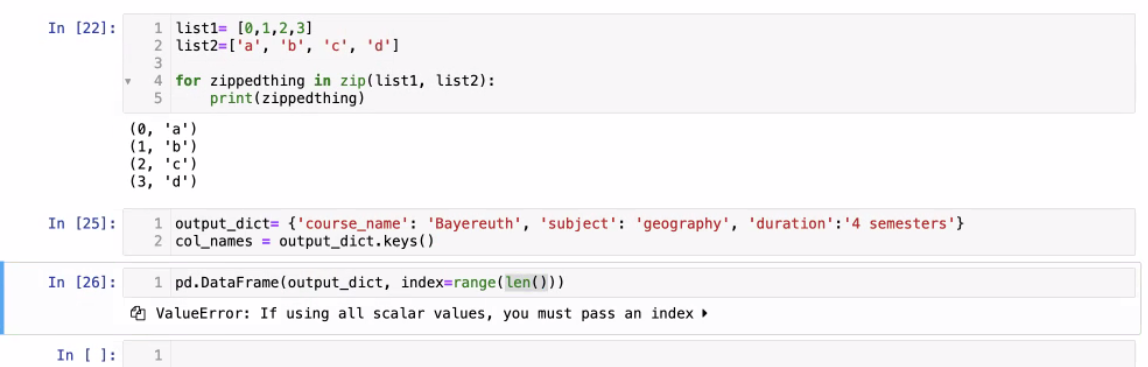 In [22]:
1 list1= [0,1,2,3]
2 list2=['a', 'b', 'c', 'd']
3
4 for zippedthing in zip(list1, list2):
5     print(zippedthing)
(0, 'a')
(1, 'b')
(2, 'c')
(3, 'd')
In [25]:
1 output_dict= {'course_name': 'Bayereuth', 'subject': 'geography', 'duration':'4 semesters'}
2 col_names = output_dict.keys()
In [26]:
1 pd.DataFrame(output_dict, index=range(len()))
ValueError: If using all scalar values, you must pass an index
In [ ]:
1